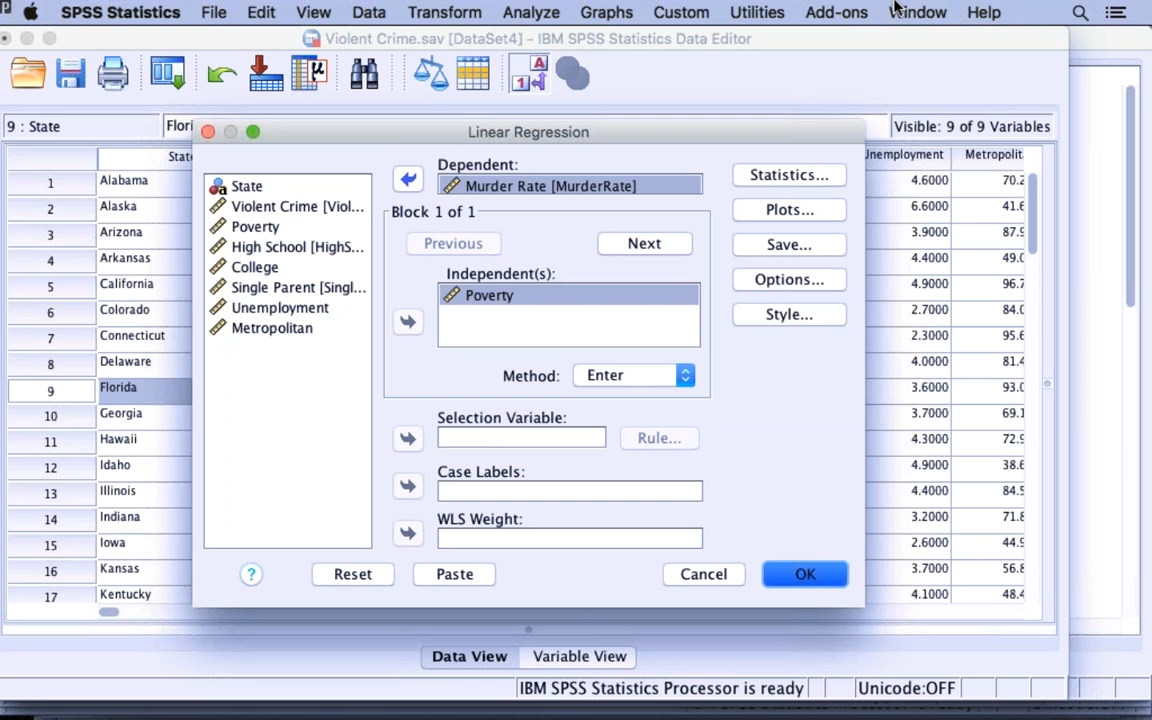 SPSS Statistics File Edit View Data Transform Analyze Graphs Custom Utilities Add-ons Window Help
Violent Crime.sav [DataSet4] - IBM SPSS Statistics Data Editor
9 : State
Flori
Visible: 9 of 9 Variables
Linear Regression
State
Unemployment
Metropolit
1 Alabama 4.6000 70.2
2 Alaska 6.6000 41.6
3 Arizona 3.9000 87.9
4 Arkansas 4.4000 49.0
5 California 4.9000 96.7
6 Colorado 2.7000 84.0
7 Connecticut 2.3000 95.6
8 Delaware 4.0000 81.4
9 Florida 3.6000 93.0
10 Georgia 3.7000 69.1
11 Hawaii 4.3000 72.9
12 Idaho 4.9000 38.6
13 Illinois 4.4000 84.5
14 Indiana 3.2000 71.8
15 Iowa 2.6000 44.9
16 Kansas 3.7000 56.8
17 Kentucky 4.1000 48.4
State
Violent Crime [Viol...
Poverty
High School [HighS...
College
Single Parent [Singl...
Unemployment
Metropolitan
Dependent:
Murder Rate [MurderRate]
Block 1 of 1
Previous
Next
Independent(s):
Poverty
Method: Enter
Selection Variable:
Rule...
Case Labels:
WLS Weight:
Statistics...
Plots...
Save...
Options...
Style...
? Reset Paste Cancel OK
Data View Variable View
IBM SPSS Statistics Processor is ready Unicode:OFF